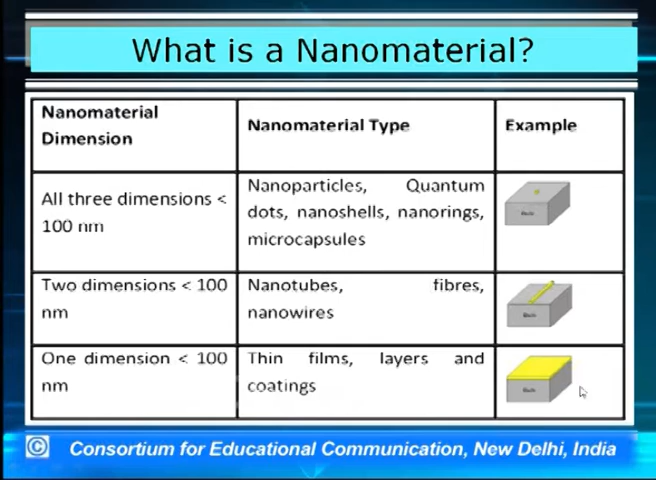 What is a Nanomaterial?
Nanomaterial
Dimension
Nanomaterial Type
Example
All three dimensions <
100 nm
Nanoparticles, Quantum
dots, nanoshells, nanorings,
microcapsules
Two dimensions < 100
nm
Nanotubes, fibres,
nanowires
One dimension < 100
nm
Thin films, layers and
coatings
© Consortium for Educational Communication, New Delhi, India